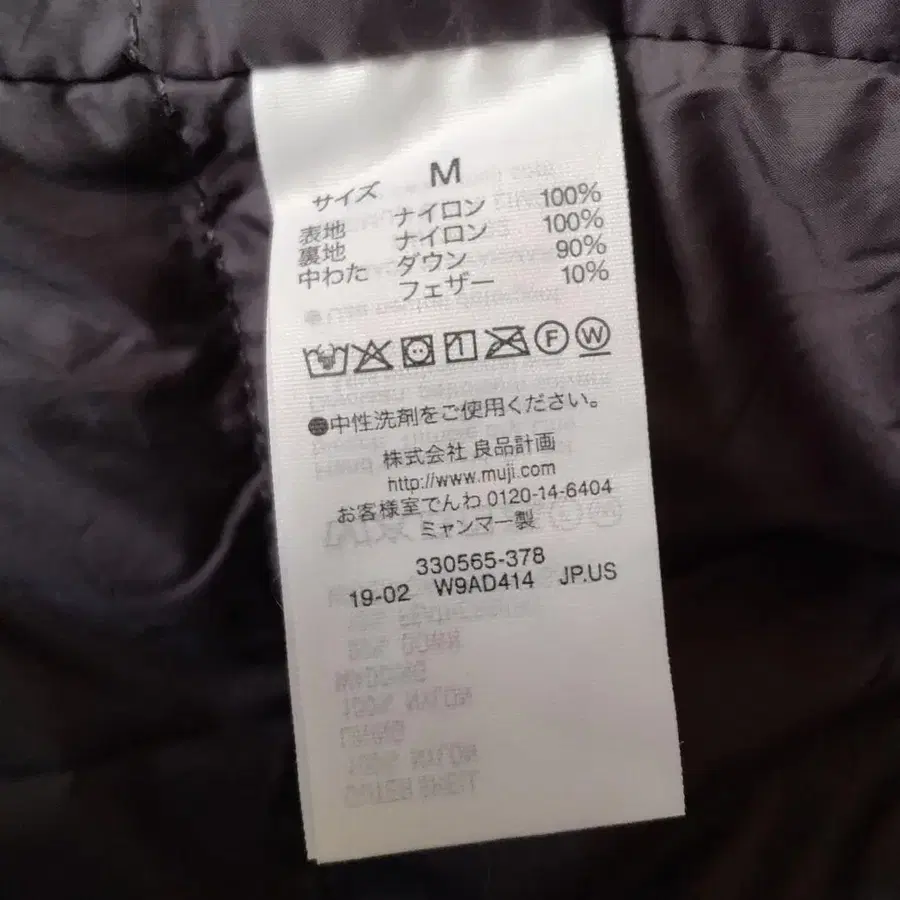 サイズ M
表地 ナイロン 100%
裏地 ナイロン 100%
中わた ダウン 90%
フェザー 10%
1 F W
●中性洗剤をご使用ください。
株式会社 良品計画
http://www.muji.com
お客様室でんわ 0120-14-6404
ミャンマー製
330565-378
19-02 W9AD414 JP.US